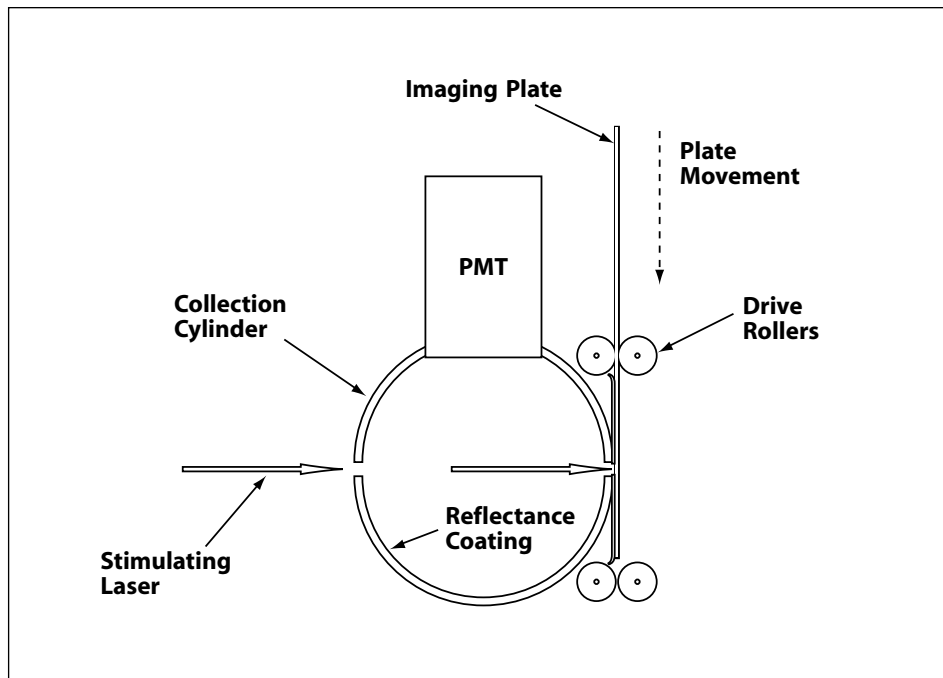 Imaging Plate
Plate
Movement
PMT
Collection
Cylinder
Drive
Rollers
Reflectance
Coating
Stimulating
Laser